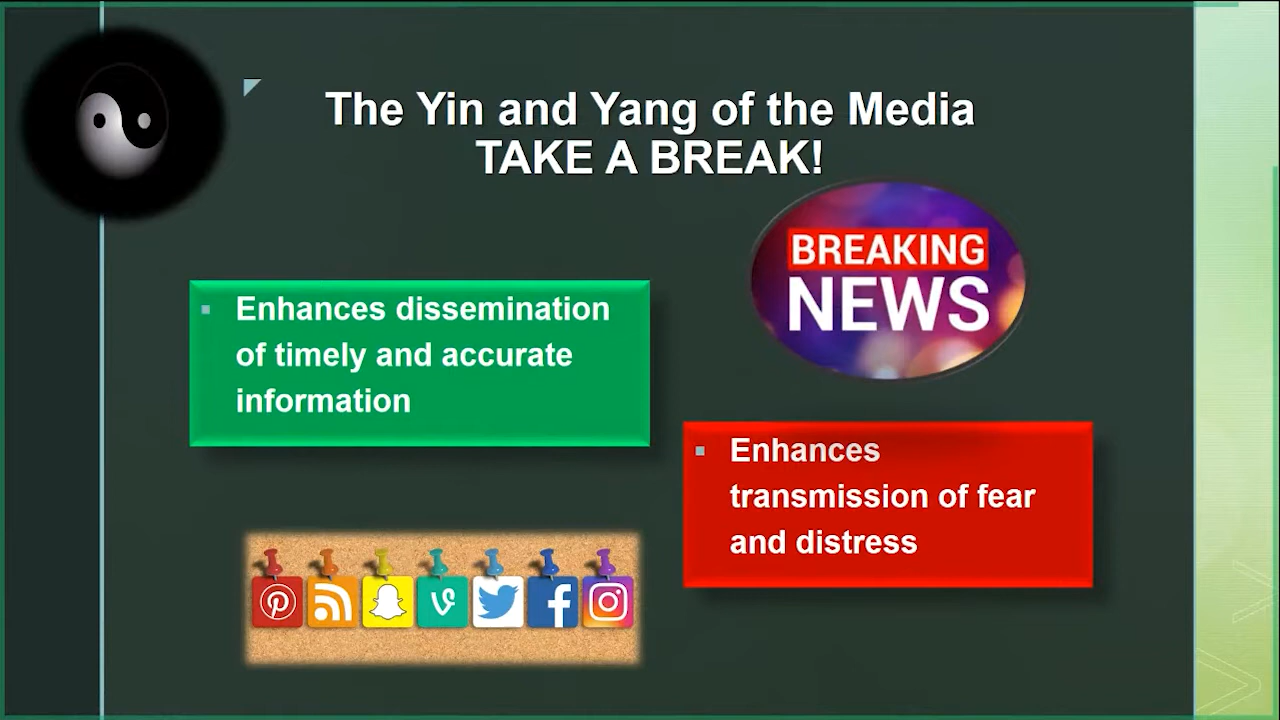 The Yin and Yang of the Media
TAKE A BREAK!
BREAKING
NEWS
Enhances dissemination
of timely and accurate
information
Enhances
transmission of fear
and distress